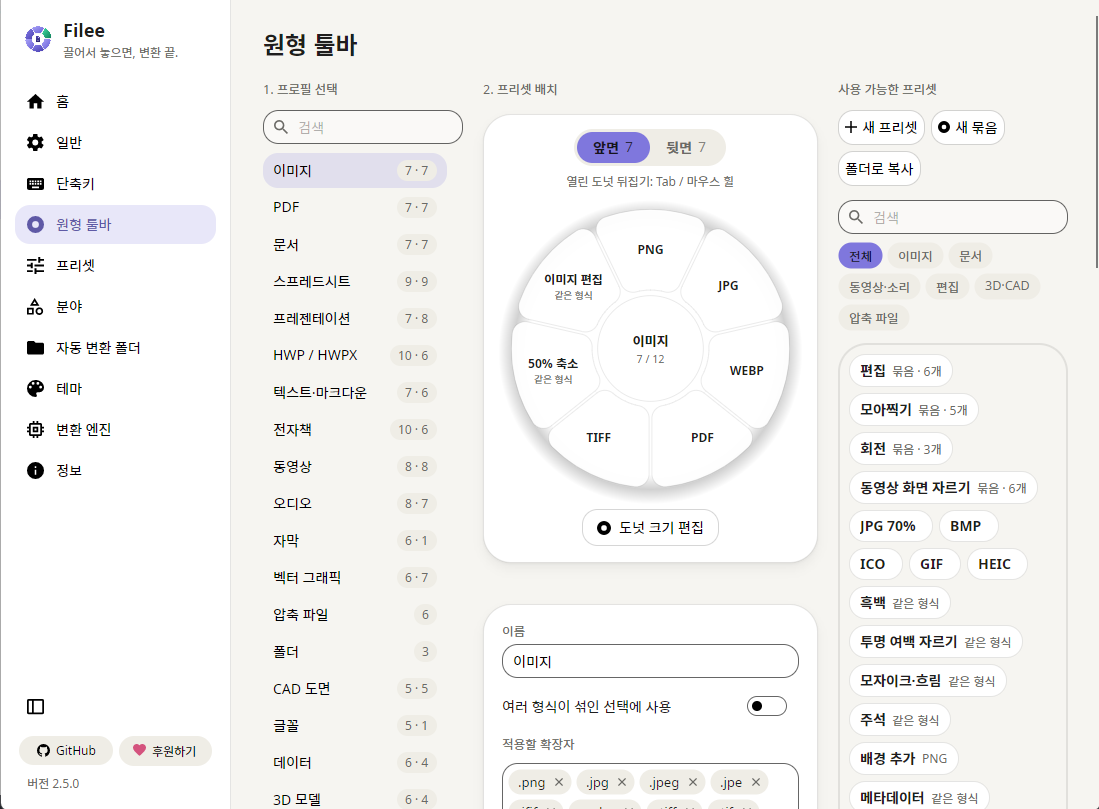 Filee
끌어서 놓으면, 변환 끝.
홈
일반
단축키
원형 툴바
프리셋
분야
자동 변환 폴더
테마
변환 엔진
정보
GitHub
후원하기
버전 2.5.0
원형 툴바
1. 프로필 선택
검색
이미지 7 · 7
PDF 7 · 7
문서 7 · 7
스프레드시트 9 · 9
프레젠테이션 7 · 8
HWP / HWPX 10 · 6
텍스트·마크다운 7 · 6
전자책 10 · 6
동영상 8 · 8
오디오 8 · 7
자막 6 · 1
벡터 그래픽 6 · 7
압축 파일 6
폴더 3
CAD 도면 5 · 5
글꼴 5 · 1
데이터 6 · 4
3D 모델 6 · 4
2. 프리셋 배치
앞면 7 뒷면 7
열린 도넛 뒤집기: Tab / 마우스 휠
PNG
JPG
WEBP
PDF
TIFF
50% 축소
같은 형식
이미지 편집
같은 형식
이미지
7 / 12
도넛 크기 편집
이름
이미지
여러 형식이 섞인 선택에 사용
적용할 확장자
.png .jpg .jpeg .jpe
사용 가능한 프리셋
새 프리셋 새 묶음
폴더로 복사
검색
전체 이미지 문서
동영상·소리 편집 3D·CAD
압축 파일
편집 묶음 · 6개
모아찍기 묶음 · 5개
회전 묶음 · 3개
동영상 화면 자르기 묶음 · 6개
JPG 70% BMP
ICO GIF HEIC
흑백 같은 형식
투명 여백 자르기 같은 형식
모자이크·흐림 같은 형식
주석 같은 형식
배경 추가 PNG
메타데이터 같은 형식